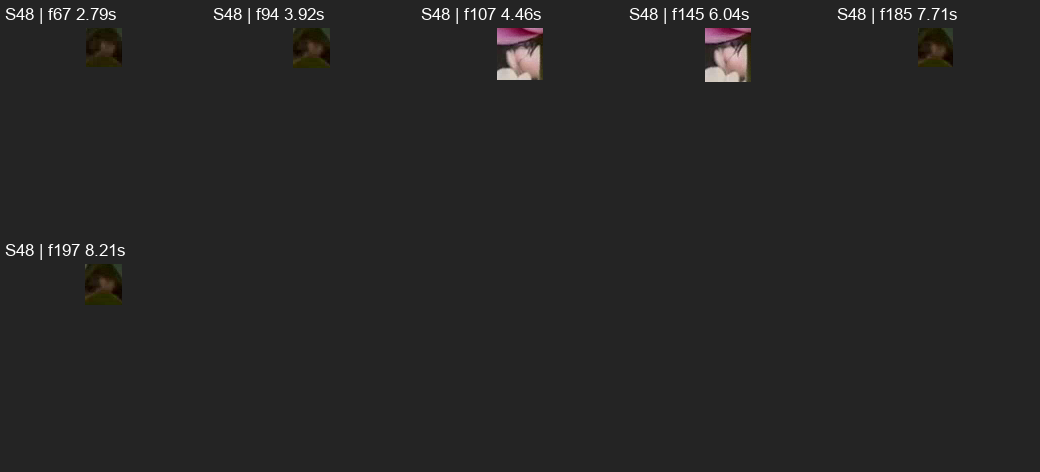 S48 | f67 2.79s
S48 | f94 3.92s
S48 | f107 4.46s
S48 | f145 6.04s
S48 | f185 7.71s
S48 | f197 8.21s